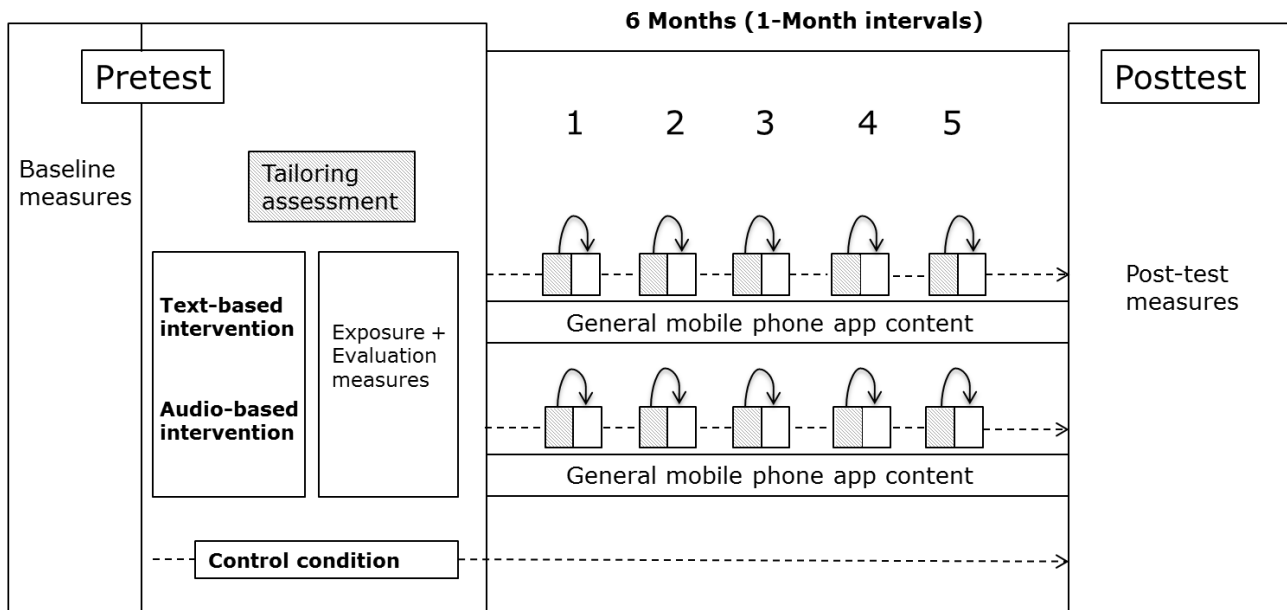 6 Months (1-Month intervals)
Pretest
Posttest
1 2 3 4 5
Baseline
measures
Tailoring
assessment
Text-based
intervention
Audio-based
intervention
Exposure +
Evaluation
measures
General mobile phone app content
General mobile phone app content
Post-test
measures
Control condition